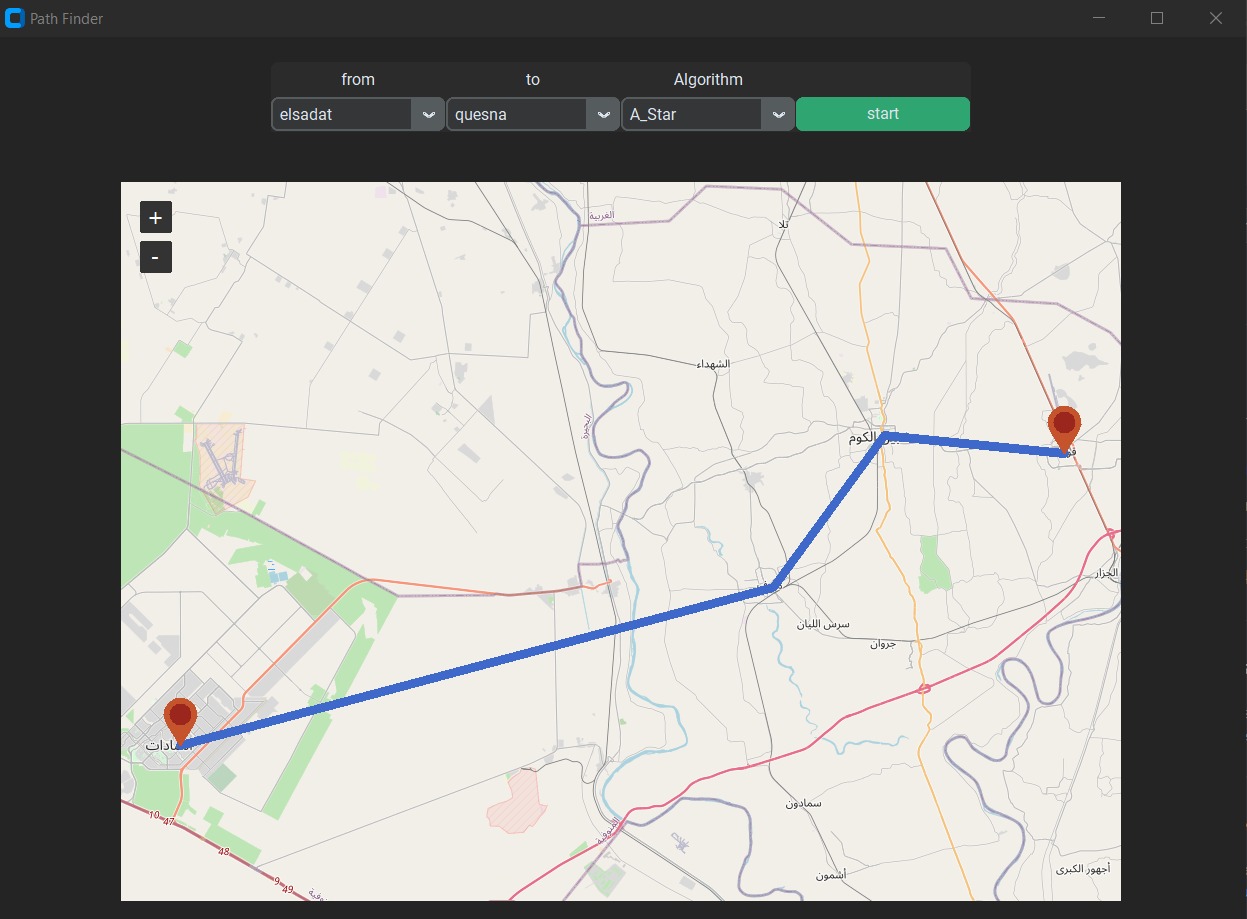 Path Finder
from
to
Algorithm
elsadat
quesna
A_Star
start
+
-
الغربية
تلا
الشهداء
البحيرة
الكوم
الجزار
سرس الليان
جروان
10
47
48
9
49
سمادون
المنوفية
أشمون
أجهور الكبرى